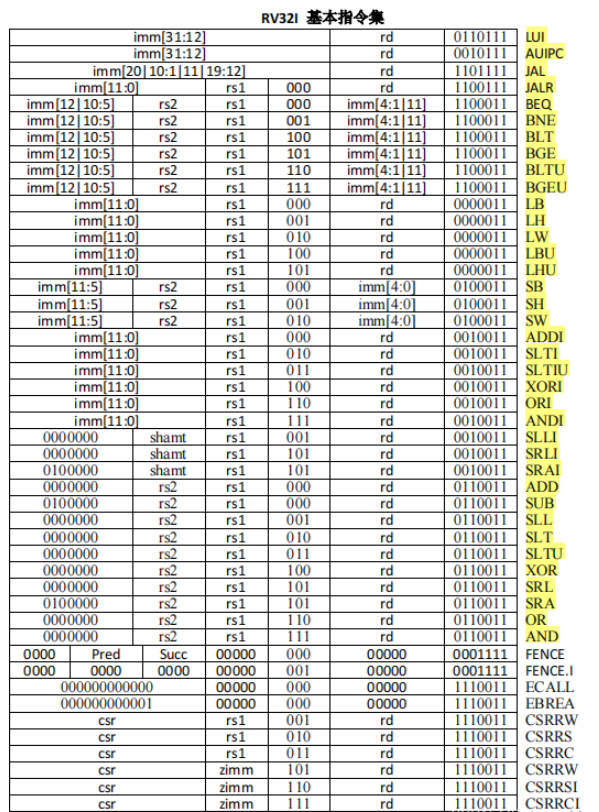 RV32I 基本指令集
imm[31:12] rd 0110111 LUI
imm[31:12] rd 0010111 AUIPC
imm[20|10:1|11|19:12] rd 1101111 JAL
imm[11:0] rs1 000 rd 1100111 JALR
imm[12|10:5] rs2 rs1 000 imm[4:1|11] 1100011 BEQ
imm[12|10:5] rs2 rs1 001 imm[4:1|11] 1100011 BNE
imm[12|10:5] rs2 rs1 100 imm[4:1|11] 1100011 BLT
imm[12|10:5] rs2 rs1 101 imm[4:1|11] 1100011 BGE
imm[12|10:5] rs2 rs1 110 imm[4:1|11] 1100011 BLTU
imm[12|10:5] rs2 rs1 111 imm[4:1|11] 1100011 BGEU
imm[11:0] rs1 000 rd 0000011 LB
imm[11:0] rs1 001 rd 0000011 LH
imm[11:0] rs1 010 rd 0000011 LW
imm[11:0] rs1 100 rd 0000011 LBU
imm[11:0] rs1 101 rd 0000011 LHU
imm[11:5] rs2 rs1 000 imm[4:0] 0100011 SB
imm[11:5] rs2 rs1 001 imm[4:0] 0100011 SH
imm[11:5] rs2 rs1 010 imm[4:0] 0100011 SW
imm[11:0] rs1 000 rd 0010011 ADDI
imm[11:0] rs1 010 rd 0010011 SLTI
imm[11:0] rs1 011 rd 0010011 SLTIU
imm[11:0] rs1 100 rd 0010011 XORI
imm[11:0] rs1 110 rd 0010011 ORI
imm[11:0] rs1 111 rd 0010011 ANDI
0000000 shamt rs1 001 rd 0010011 SLLI
0000000 shamt rs1 101 rd 0010011 SRLI
0100000 shamt rs1 101 rd 0010011 SRAI
0000000 rs2 rs1 000 rd 0110011 ADD
0100000 rs2 rs1 000 rd 0110011 SUB
0000000 rs2 rs1 001 rd 0110011 SLL
0000000 rs2 rs1 010 rd 0110011 SLT
0000000 rs2 rs1 011 rd 0110011 SLTU
0000000 rs2 rs1 100 rd 0110011 XOR
0000000 rs2 rs1 101 rd 0110011 SRL
0100000 rs2 rs1 101 rd 0110011 SRA
0000000 rs2 rs1 110 rd 0110011 OR
0000000 rs2 rs1 111 rd 0110011 AND
0000 Pred Succ 00000 000 00000 0001111 FENCE
0000 0000 0000 00000 001 00000 0001111 FENCE.I
000000000000 00000 000 00000 1110011 ECALL
000000000001 00000 000 00000 1110011 EBREA
csr rs1 001 rd 1110011 CSRRW
csr rs1 010 rd 1110011 CSRRS
csr rs1 011 rd 1110011 CSRRC
csr zimm 101 rd 1110011 CSRRW
csr zimm 110 rd 1110011 CSRRSI
csr zimm 111 rd 1110011 CSRRCI